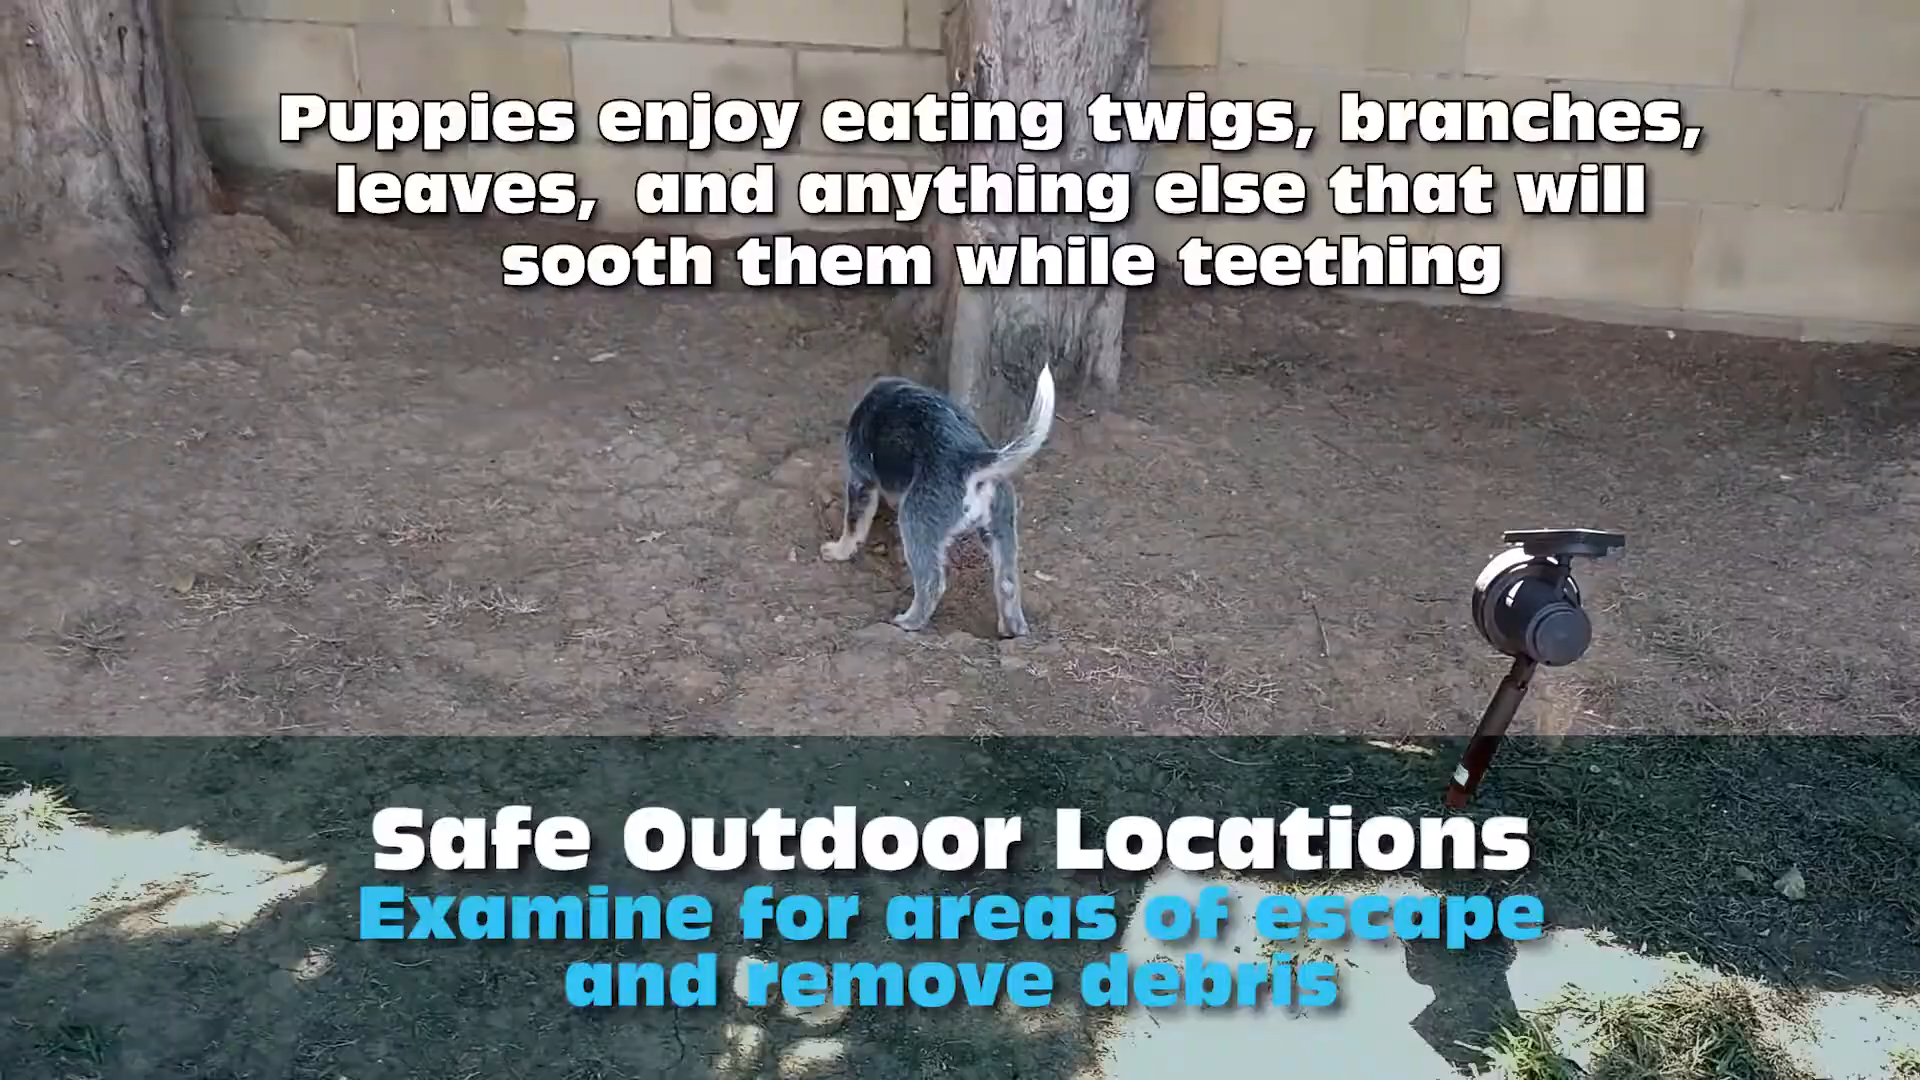 Puppies enjoy eating twigs, branches,
leaves, and anything else that will
sooth them while teething
Safe Outdoor Locations
Examine for areas of escape
and remove debris